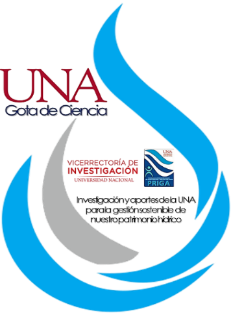 UNA
Gota de Ciencia
VICERRECTORÍA DE
INVESTIGACIÓN
UNIVERSIDAD NACIONAL
UNA
PRIGA
Investigación y aportes de la UNA
para la gestión sostenible de
nuestro patrimonio hídrico